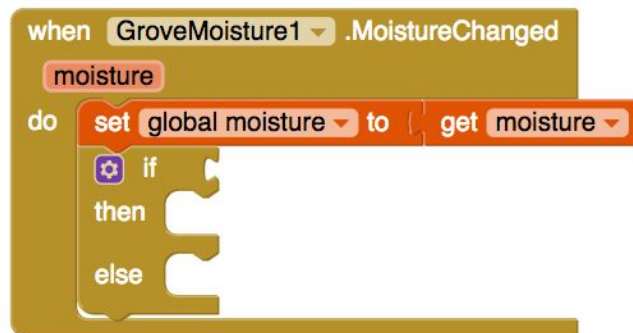 when GroveMoisture1 .MoistureChanged
moisture
do set global moisture to get moisture
if
then
else